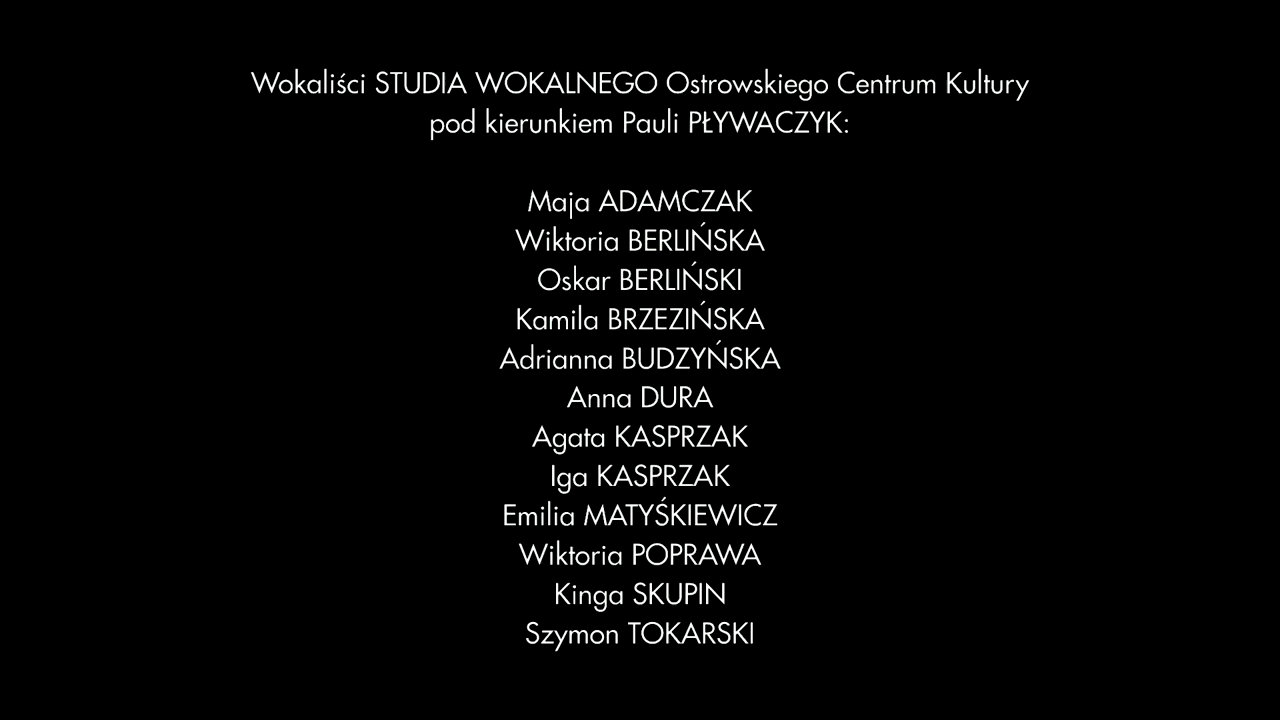 Wokaliści STUDIA WOKALNEGO Ostrowskiego Centrum Kultury
pod kierunkiem Pauli PŁYWACZYK:
Maja ADAMCZAK
Wiktoria BERLIŃSKA
Oskar BERLIŃSKI
Kamila BRZEZIŃSKA
Adrianna BUDZYŃSKA
Anna DURA
Agata KASPRZAK
Iga KASPRZAK
Emilia MATYŚKIEWICZ
Wiktoria POPRAWA
Kinga SKUPIN
Szymon TOKARSKI